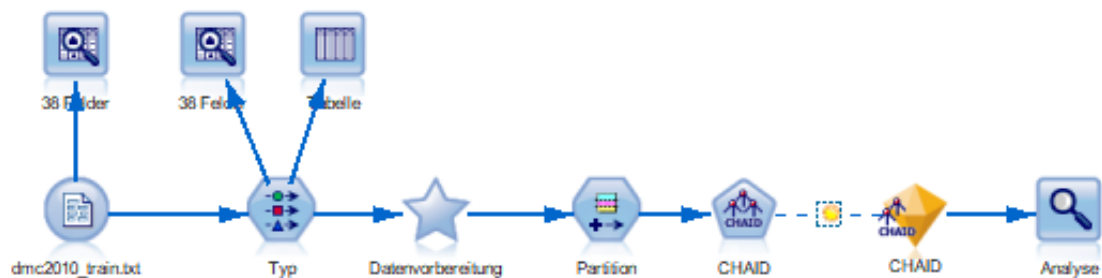 38 Felder
38 Felder
Tabelle
CHAID
CHAID
dmc2010_train.txt
Typ
Datenvorbereitung
Partition
CHAID
CHAID
Analyse